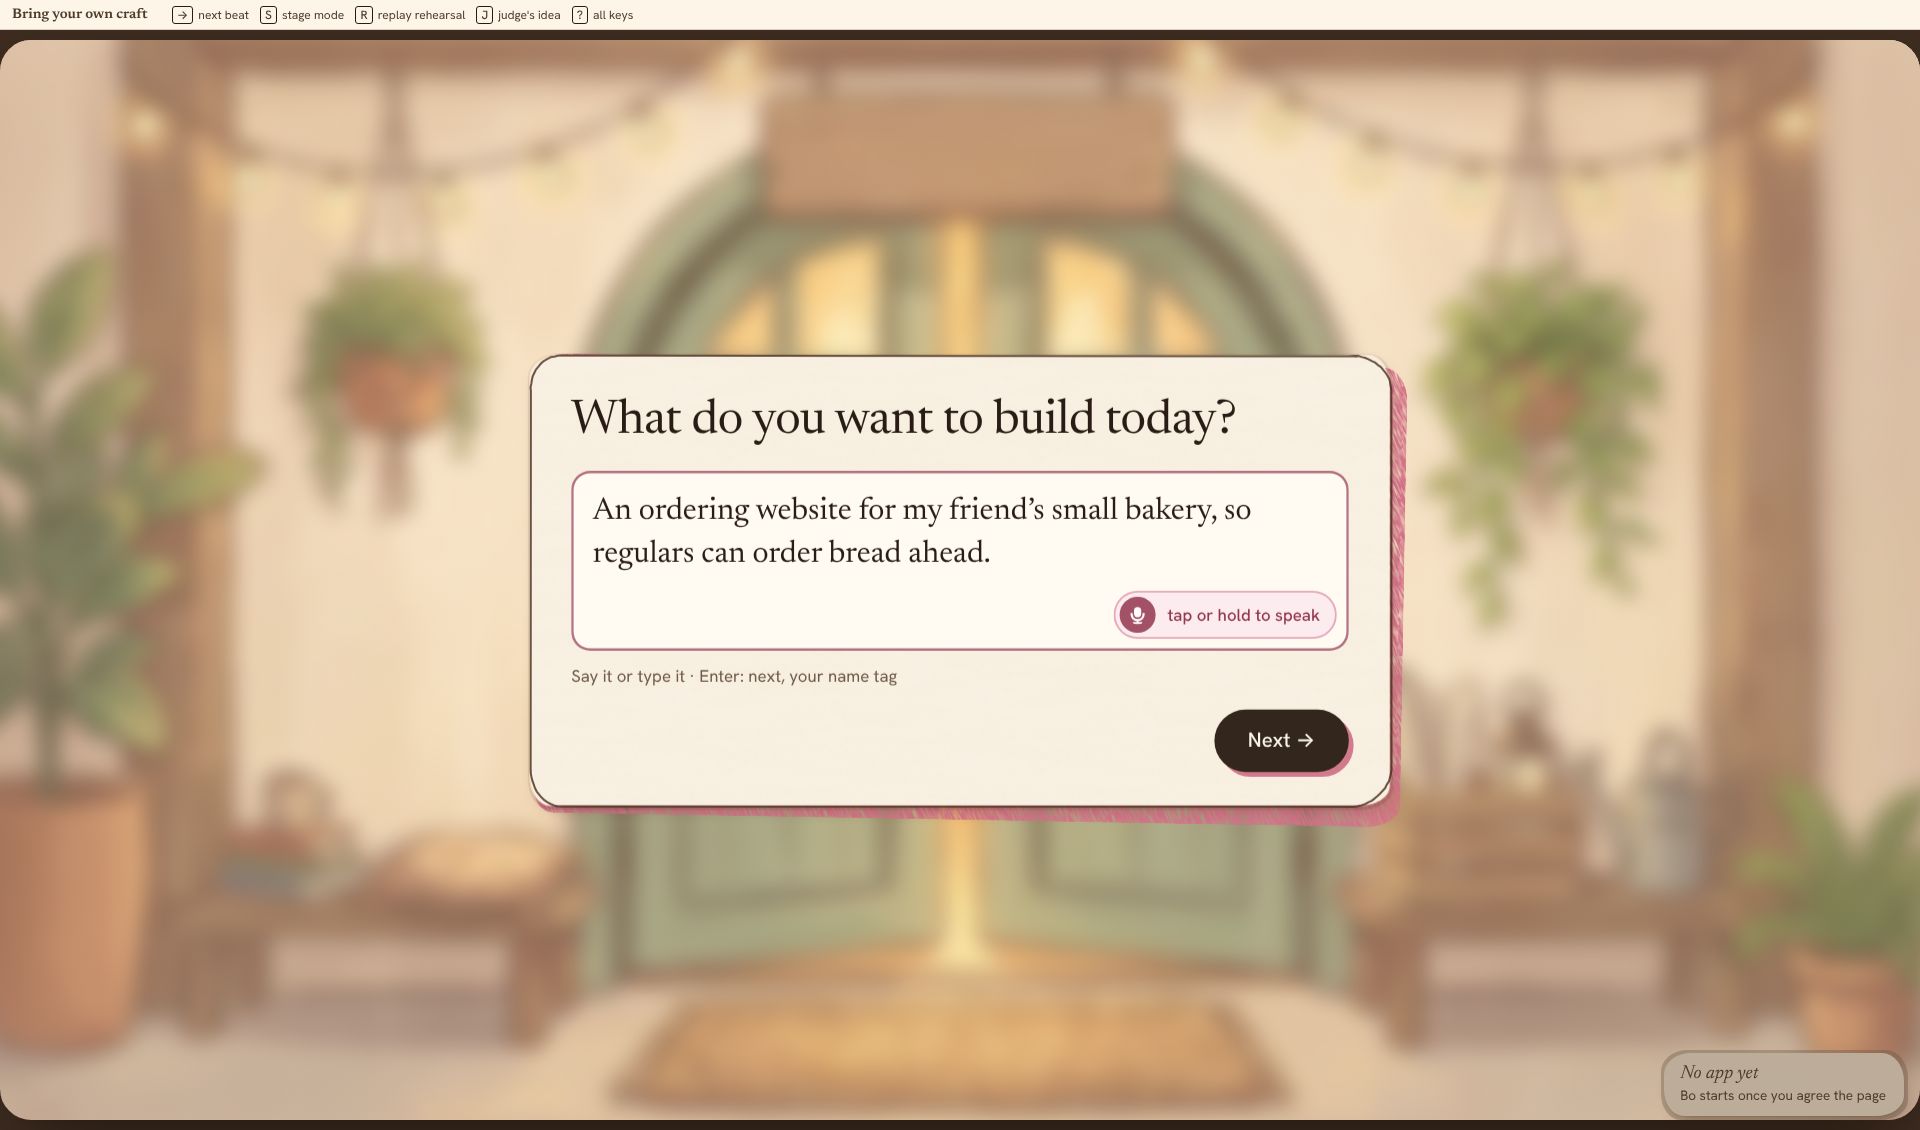 Bring your own craft → next beat S stage mode R replay rehearsal J judge's idea ? all keys
What do you want to build today?
An ordering website for my friend’s small bakery, so
regulars can order bread ahead.
tap or hold to speak
Say it or type it · Enter: next, your name tag
Next →
No app yet
Bo starts once you agree the page